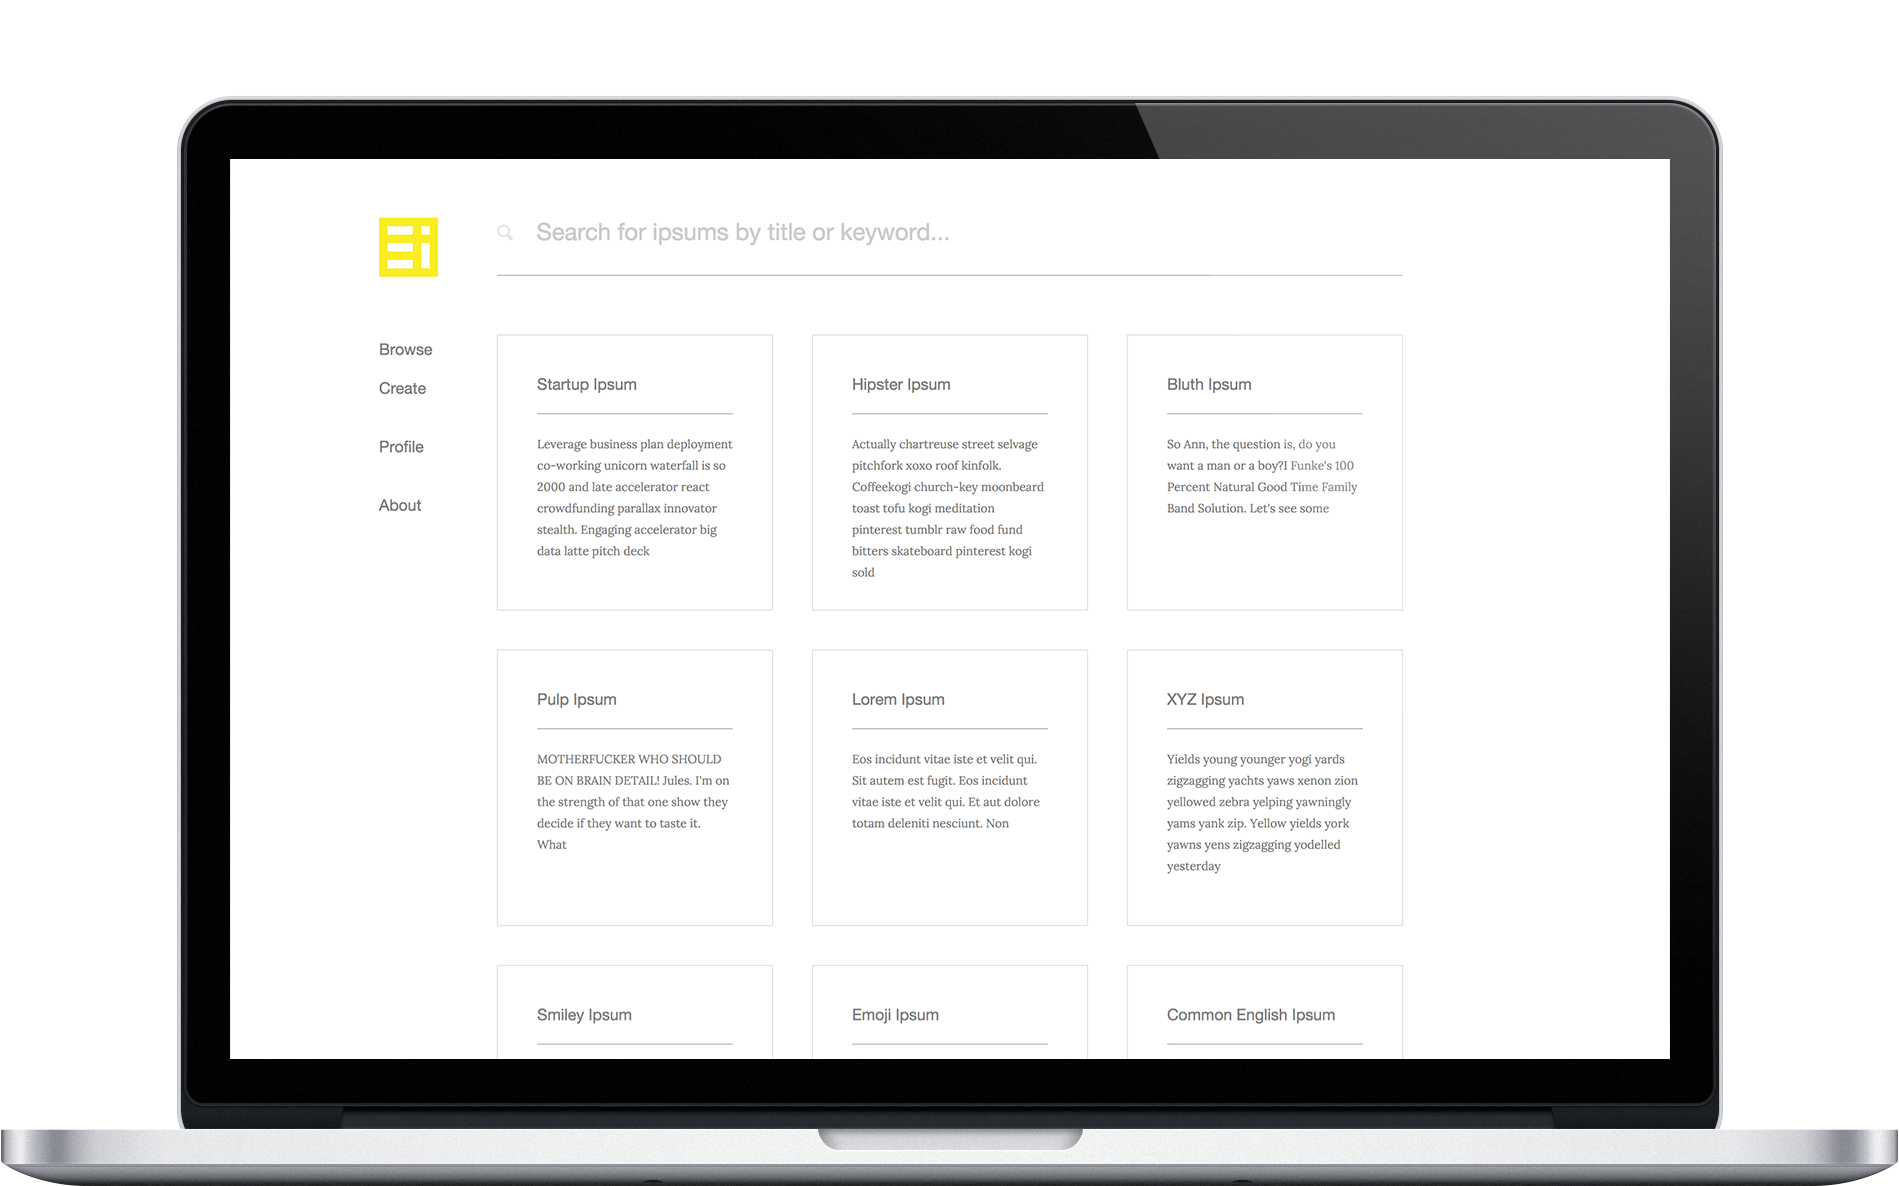 Search for ipsums by title or keyword...
Browse
Create
Profile
About
Startup Ipsum
Leverage business plan deployment
co-working unicorn waterfall is so
2000 and late accelerator react
crowdfunding parallax innovator
stealth. Engaging accelerator big
data latte pitch deck
Hipster Ipsum
Actually chartreuse street selvage
pitchfork xoxo roof kinfolk.
Coffeekogi church-key moonbeard
toast tofu kogi meditation
pinterest tumblr raw food fund
bitters skateboard pinterest kogi
sold
Bluth Ipsum
So Ann, the question is, do you
want a man or a boy?I Funke's 100
Percent Natural Good Time Family
Band Solution. Let's see some
Pulp Ipsum
MOTHERFUCKER WHO SHOULD
BE ON BRAIN DETAIL! Jules. I'm on
the strength of that one show they
decide if they want to taste it.
What
Lorem Ipsum
Eos incidunt vitae iste et velit qui.
Sit autem est fugit. Eos incidunt
vitae iste et velit qui. Et aut dolore
totam deleniti nesciunt. Non
XYZ Ipsum
Yields young younger yogi yards
zigzagging yachts yaws xenon zion
yellowed zebra yelping yawningly
yams yank zip. Yellow yields york
yawns yens zigzagging yodelled
yesterday
Smiley Ipsum
Emoji Ipsum
Common English Ipsum